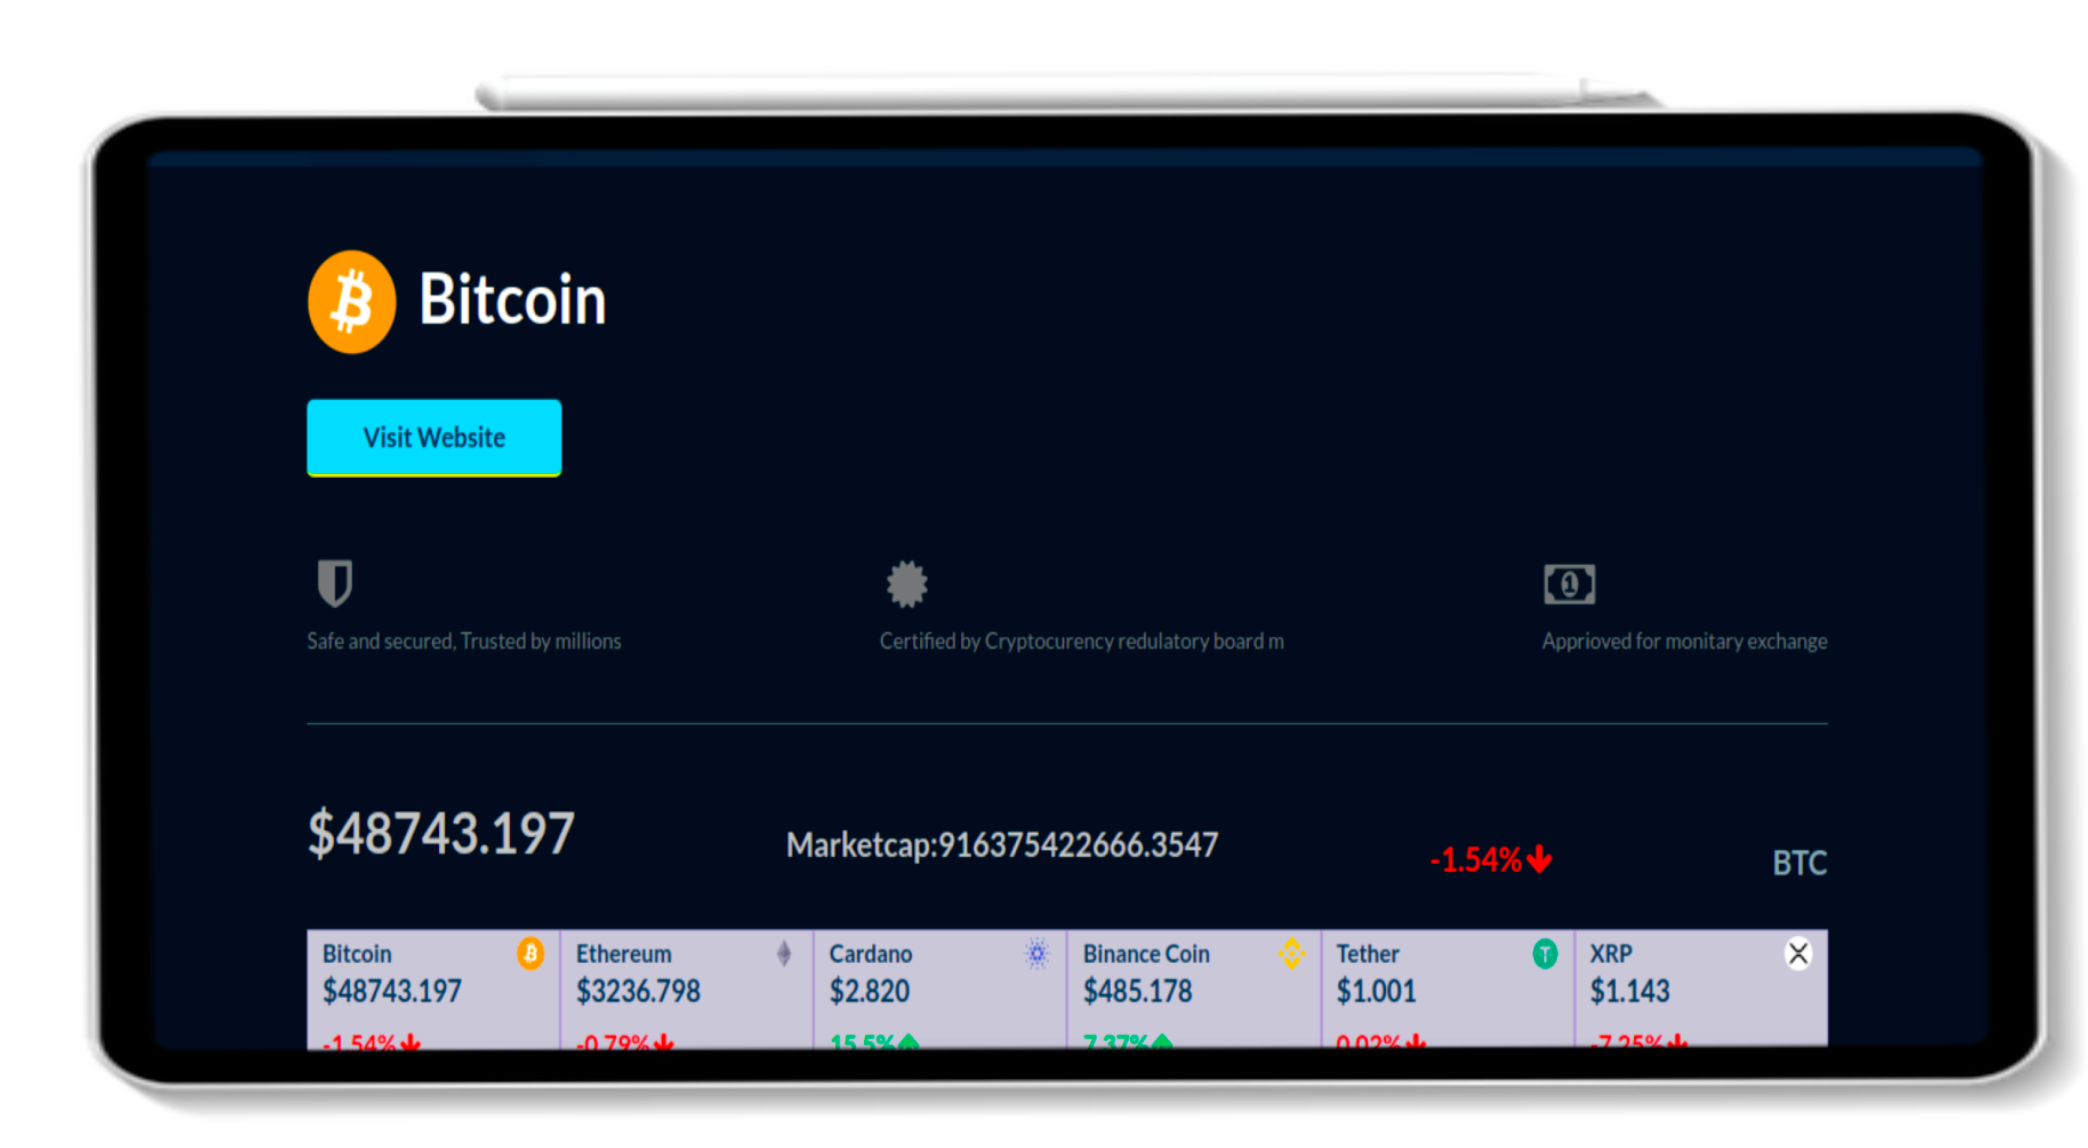 Bitcoin
Visit Website
Safe and secured, Trusted by millions
Certified by Cryptocurency redulatory board m
Apprioved for monitary exchange
$48743.197
Marketcap:916375422666.3547
-1.54%
BTC
Bitcoin
Ethereum
Cardano
Binance Coin
Tether
XRP
$48743.197
$3236.798
$2.820
$485.178
$1.001
$1.143
-1.54%
-0.79%
15.5%
7.37%
0.02%
-7.25%